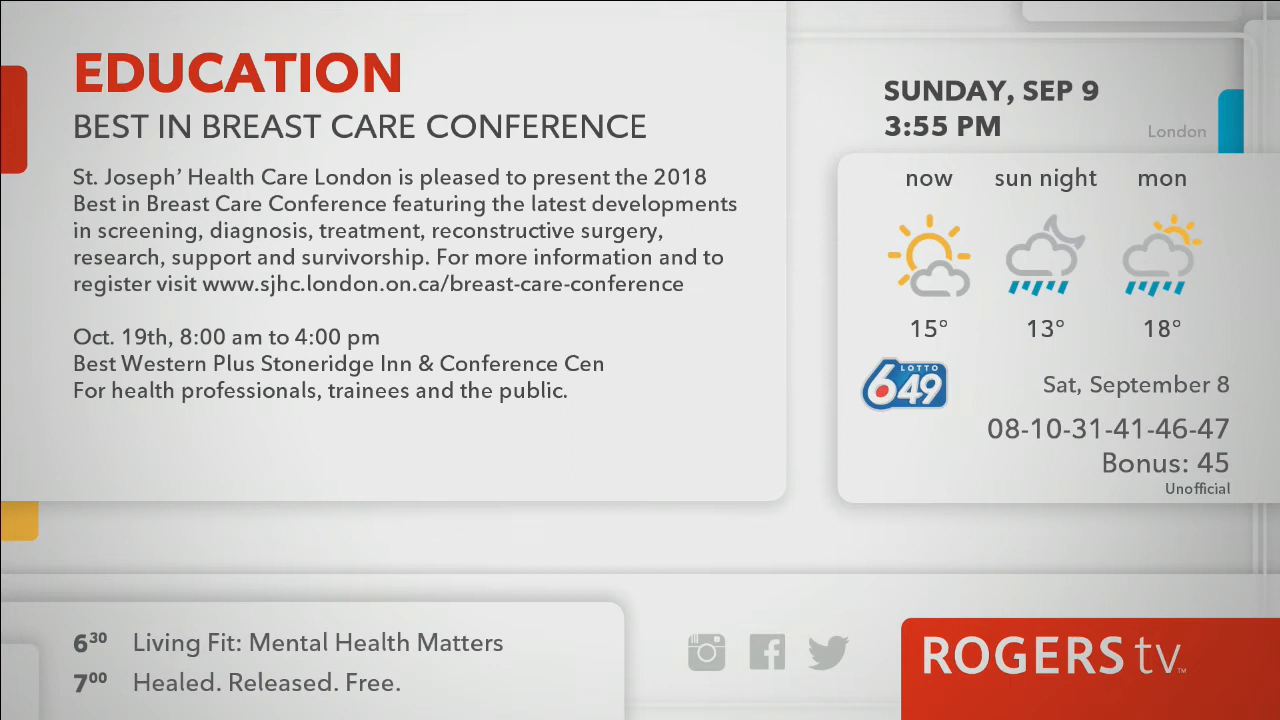 EDUCATION
BEST IN BREAST CARE CONFERENCE
St. Joseph’ Health Care London is pleased to present the 2018
Best in Breast Care Conference featuring the latest developments
in screening, diagnosis, treatment, reconstructive surgery,
research, support and survivorship. For more information and to
register visit www.sjhc.london.on.ca/breast-care-conference
Oct. 19th, 8:00 am to 4:00 pm
Best Western Plus Stoneridge Inn & Conference Cen
For health professionals, trainees and the public.
SUNDAY, SEP 9
3:55 PM
London
now sun night mon
15° 13° 18°
LOTTO
649
Sat, September 8
08-10-31-41-46-47
Bonus: 45
Unofficial
6³⁰ Living Fit: Mental Health Matters
7⁰⁰ Healed. Released. Free.
ROGERS tv™